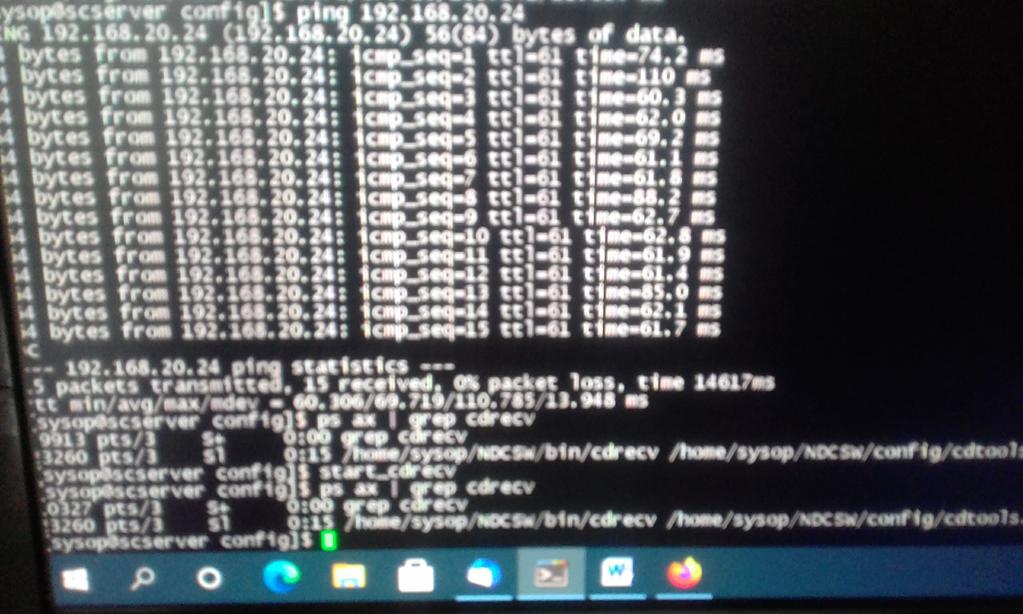 sysop@scserver config]$ ping 192.168.20.24
NG 192.168.20.24 (192.168.20.24) 56(84) bytes of data.
bytes from 192.168.20.24: icmp_seq=1 ttl=61 time=74.2 ms
4 bytes from 192.168.20.24: icmp_seq=2 ttl=61 time=110 ms
4 bytes from 192.168.20.24: icmp_seq=3 ttl=61 time=60.3 ms
4 bytes from 192.168.20.24: icmp_seq=4 ttl=61 time=62.0 ms
4 bytes from 192.168.20.24: icmp_seq=5 ttl=61 time=69.2 ms
4 bytes from 192.168.20.24: icmp_seq=6 ttl=61 time=61.1 ms
4 bytes from 192.168.20.24: icmp_seq=7 ttl=61 time=61.8 ms
4 bytes from 192.168.20.24: icmp_seq=8 ttl=61 time=88.2 ms
4 bytes from 192.168.20.24: icmp_seq=9 ttl=61 time=62.7 ms
4 bytes from 192.168.20.24: icmp_seq=10 ttl=61 time=62.8 ms
4 bytes from 192.168.20.24: icmp_seq=11 ttl=61 time=61.9 ms
4 bytes from 192.168.20.24: icmp_seq=12 ttl=61 time=61.4 ms
4 bytes from 192.168.20.24: icmp_seq=13 ttl=61 time=85.0 ms
4 bytes from 192.168.20.24: icmp_seq=14 ttl=61 time=62.1 ms
4 bytes from 192.168.20.24: icmp_seq=15 ttl=61 time=61.7 ms
C
-- 192.168.20.24 ping statistics ---
5 packets transmitted, 15 received, 0% packet loss, time 14617ms
tt min/avg/max/mdev = 60.306/69.719/110.785/13.948 ms
sysop@scserver config]$ ps ax | grep cdrecv
9913 pts/3 S+ 0:00 grep cdrecv
3260 pts/3 Sl 0:15 /home/sysop/NDCSW/bin/cdrecv /home/sysop/NDCSW/config/cdtools.
sysop@scserver config]$ start_cdrecv
sysop@scserver config]$ ps ax | grep cdrecv
0327 pts/3 S+ 0:00 grep cdrecv
3260 pts/3 Sl 0:15 /home/sysop/NDCSW/bin/cdrecv /home/sysop/NDCSW/config/cdtools.
sysop@scserver config]$
W